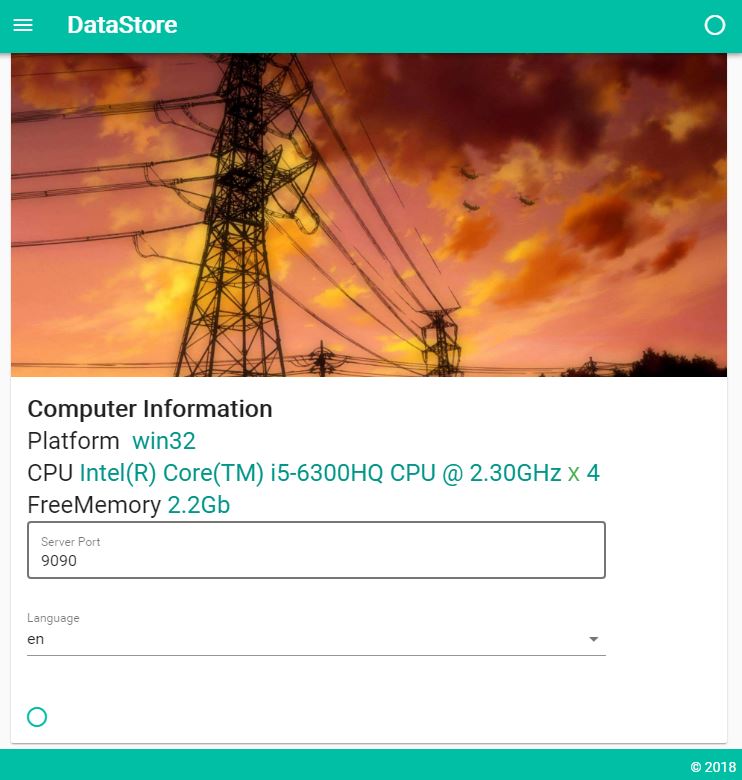 DataStore
Computer Information
Platform win32
CPU Intel(R) Core(TM) i5-6300HQ CPU @ 2.30GHz x 4
FreeMemory 2.2Gb
Server Port
9090
Language
en
© 2018